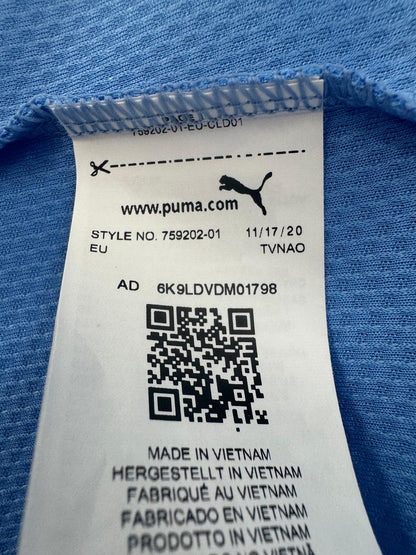 759202-01-EU-CLD01
www.puma.com
STYLE NO. 759202-01 11/17/20
EU TVNAO
AD 6K9LDVDM01798
MADE IN VIETNAM
HERGESTELLT IN VIETNAM
FABRIQUÉ AU VIETNAM
FABRICADO EN VIETNAM
PRODOTTO IN VIETNAM